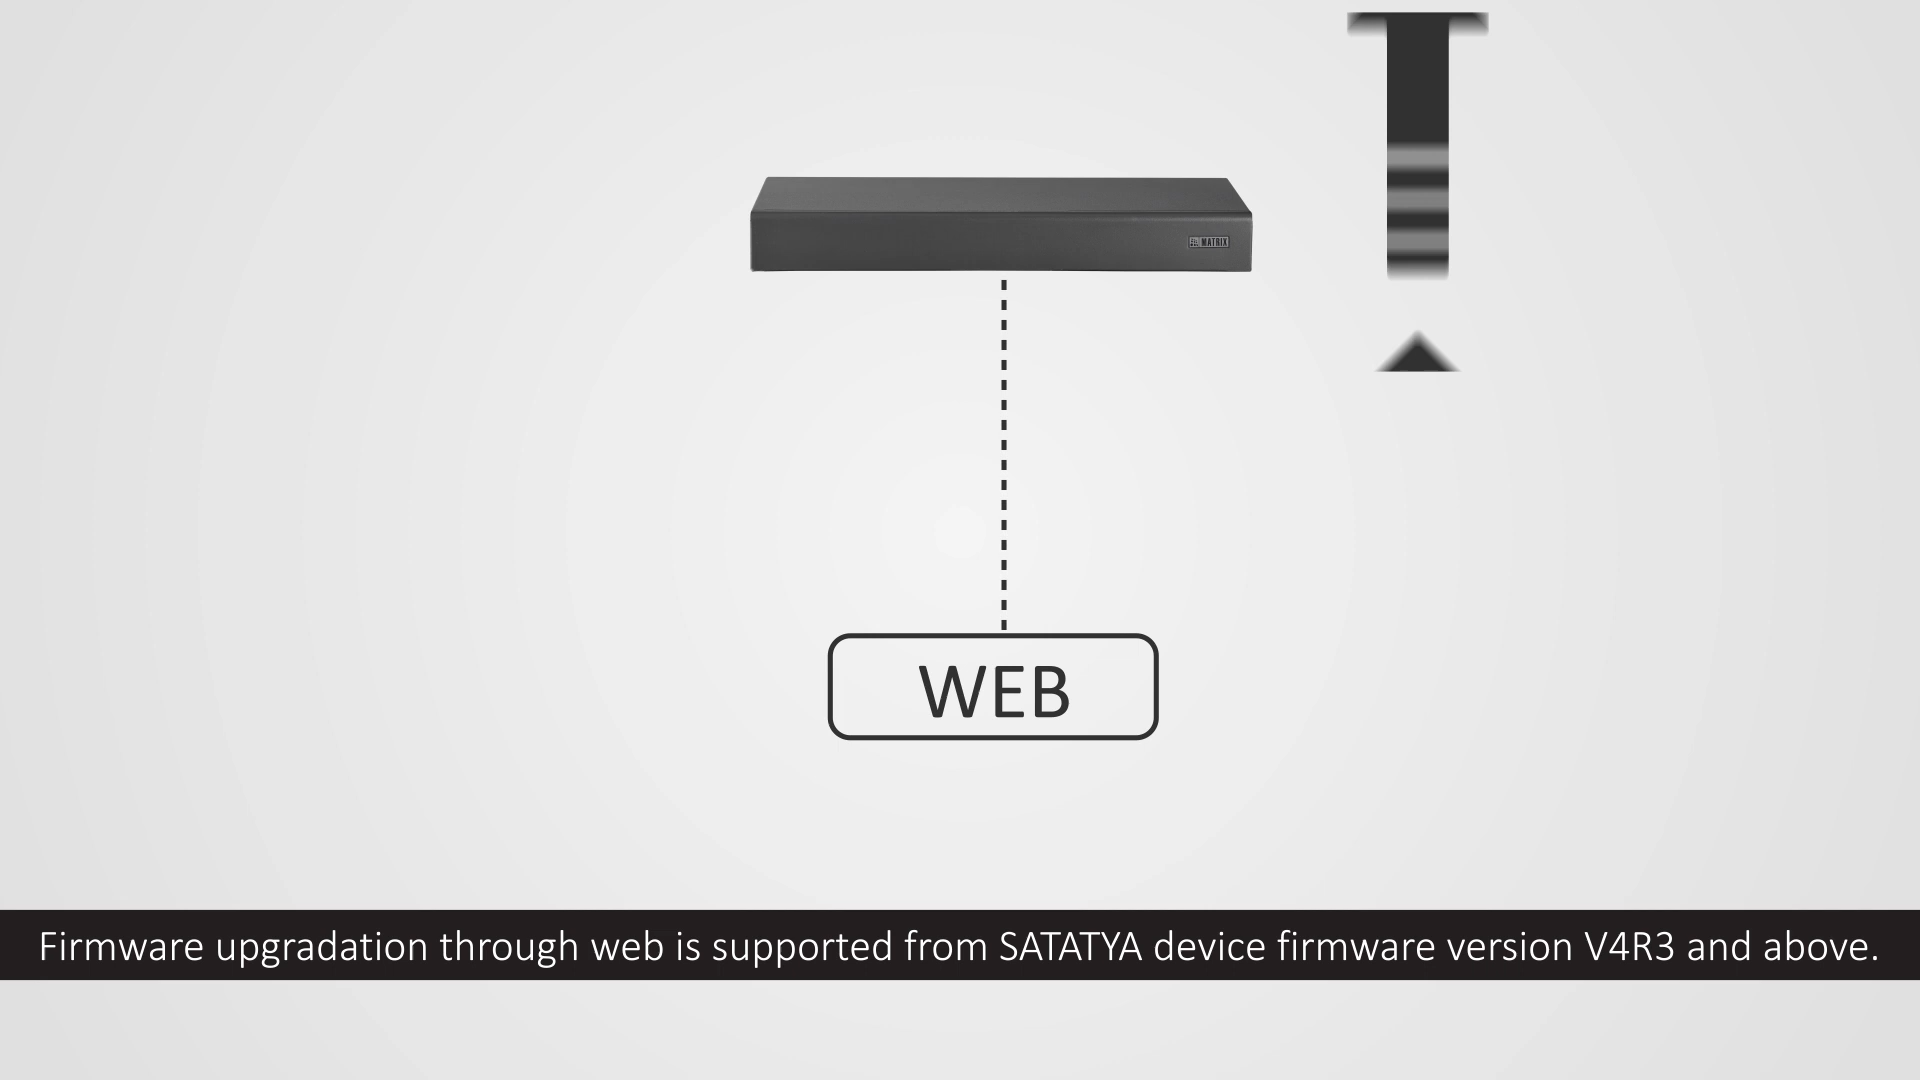 MATRIX
WEB
Firmware upgradation through web is supported from SATATYA device firmware version V4R3 and above.